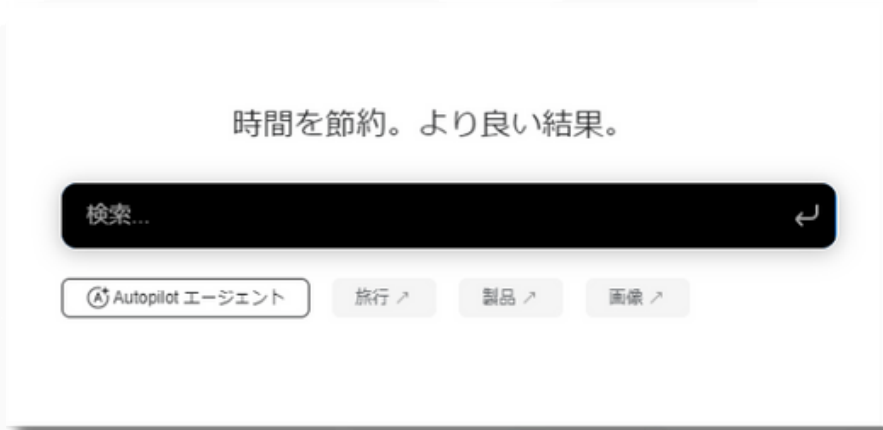 時間を節約。より良い結果。
検索...
Autopilot エージェント 旅行 ↗ 製品 ↗ 画像 ↗